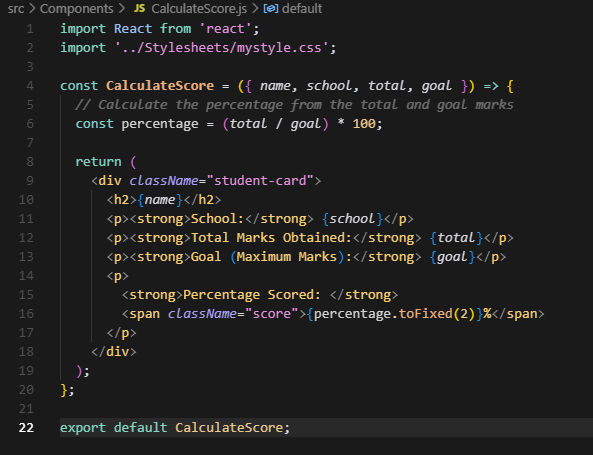 src > Components > JS CalculateScore.js > default
1 import React from 'react';
2 import '../Stylesheets/mystyle.css';
3
4 const CalculateScore = ({ name, school, total, goal }) => {
5   // Calculate the percentage from the total and goal marks
6   const percentage = (total / goal) * 100;
7
8   return (
9     <div className="student-card">
10       <h2>{name}</h2>
11       <p><strong>School:</strong> {school}</p>
12       <p><strong>Total Marks Obtained:</strong> {total}</p>
13       <p><strong>Goal (Maximum Marks):</strong> {goal}</p>
14       <p>
15         <strong>Percentage Scored: </strong>
16         <span className="score">{percentage.toFixed(2)}%</span>
17       </p>
18     </div>
19   );
20 };
21
22 export default CalculateScore;